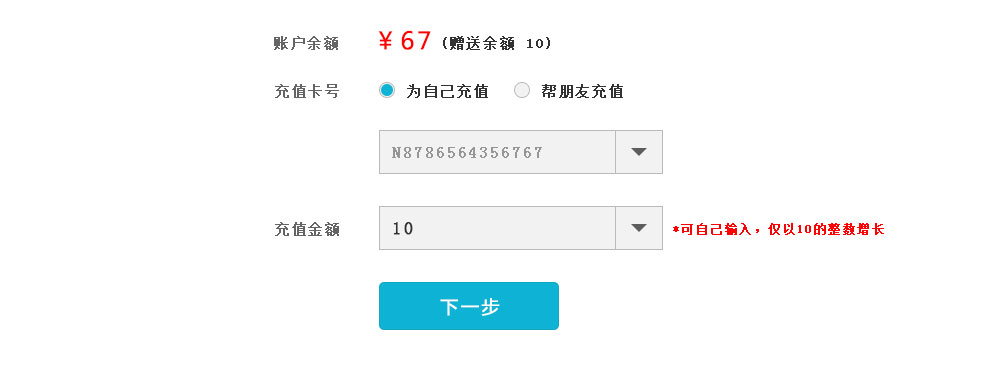 账户余额 ¥ 67 (赠送余额 10)
充值卡号 为自己充值 帮朋友充值
N8786564356767
充值金额 10 *可自己输入，仅以10的整数增长
下一步